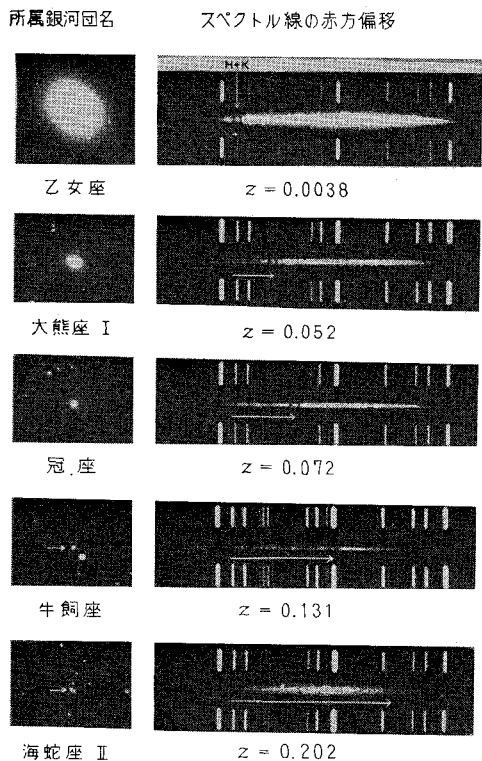 所属銀河団名 スペクトル線の赤方偏移
H+K
乙女座 z = 0.0038
大熊座 I z = 0.052
冠.座 z = 0.072
牛飼座 z = 0.131
海蛇座 II z = 0.202